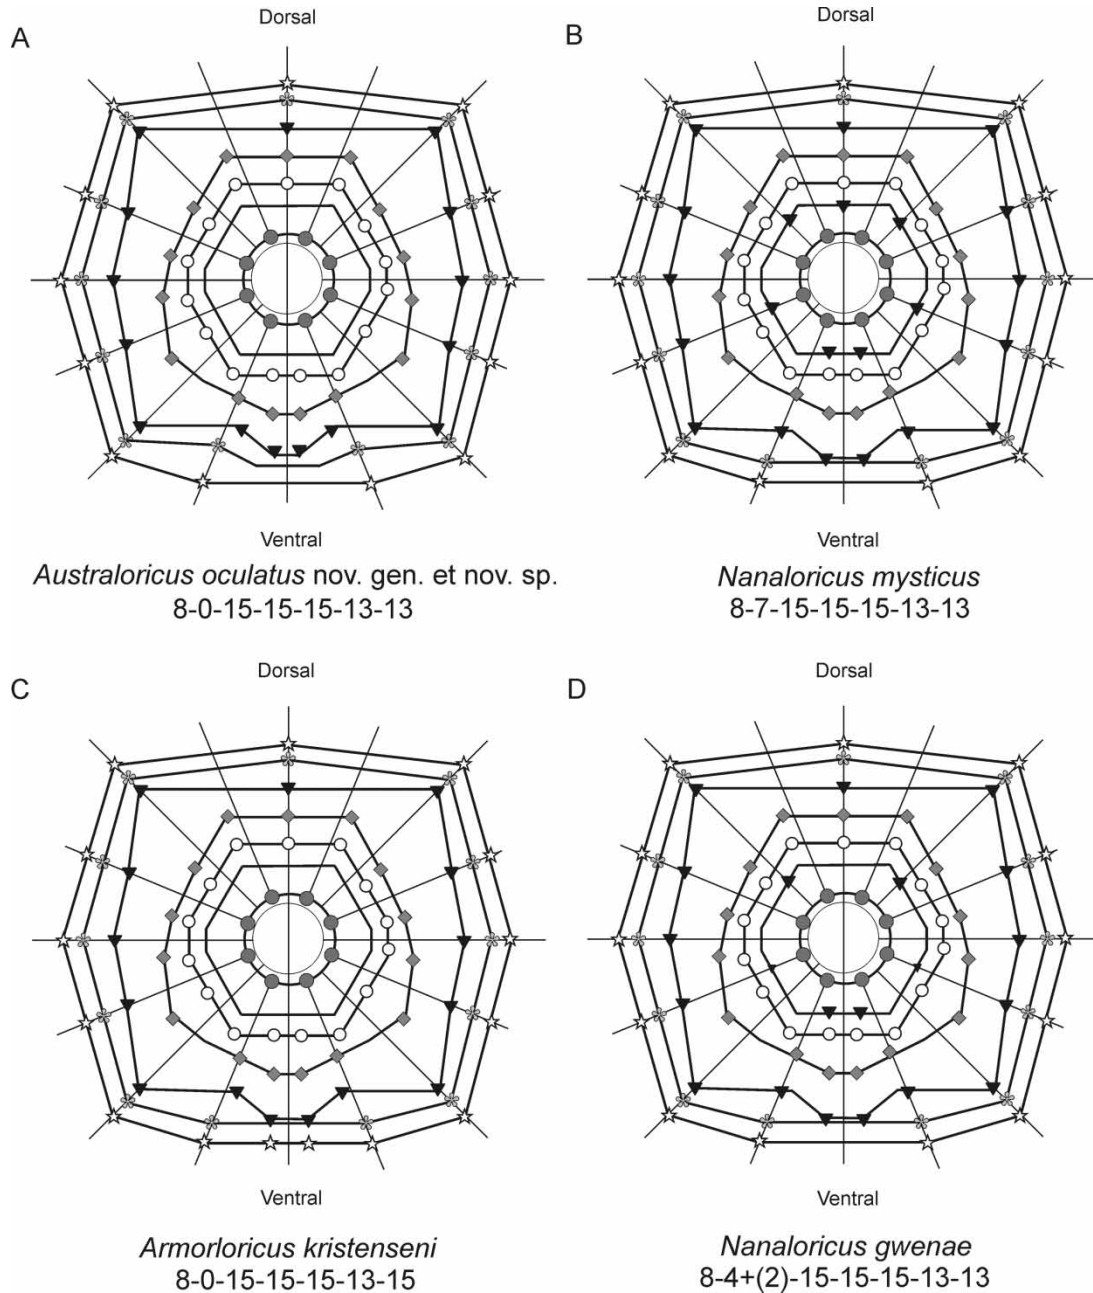 A
Dorsal
Ventral
Australoricus oculatus nov. gen. et nov. sp.
8-0-15-15-15-13-13
B
Dorsal
Ventral
Nanaloricus mysticus
8-7-15-15-15-13-13
C
Dorsal
Ventral
Armorloricus kristenseni
8-0-15-15-15-13-15
D
Dorsal
Ventral
Nanaloricus gwenae
8-4+(2)-15-15-15-13-13